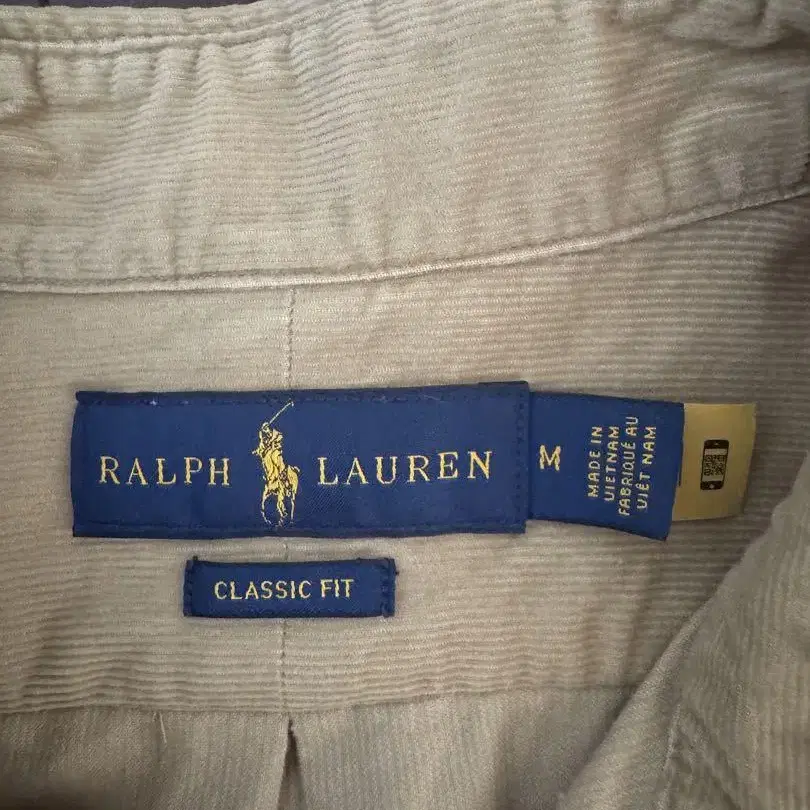 RALPH LAUREN
M
MADE IN
VIETNAM
FABRIQUÉ AU
VIÊT NAM
CLASSIC FIT